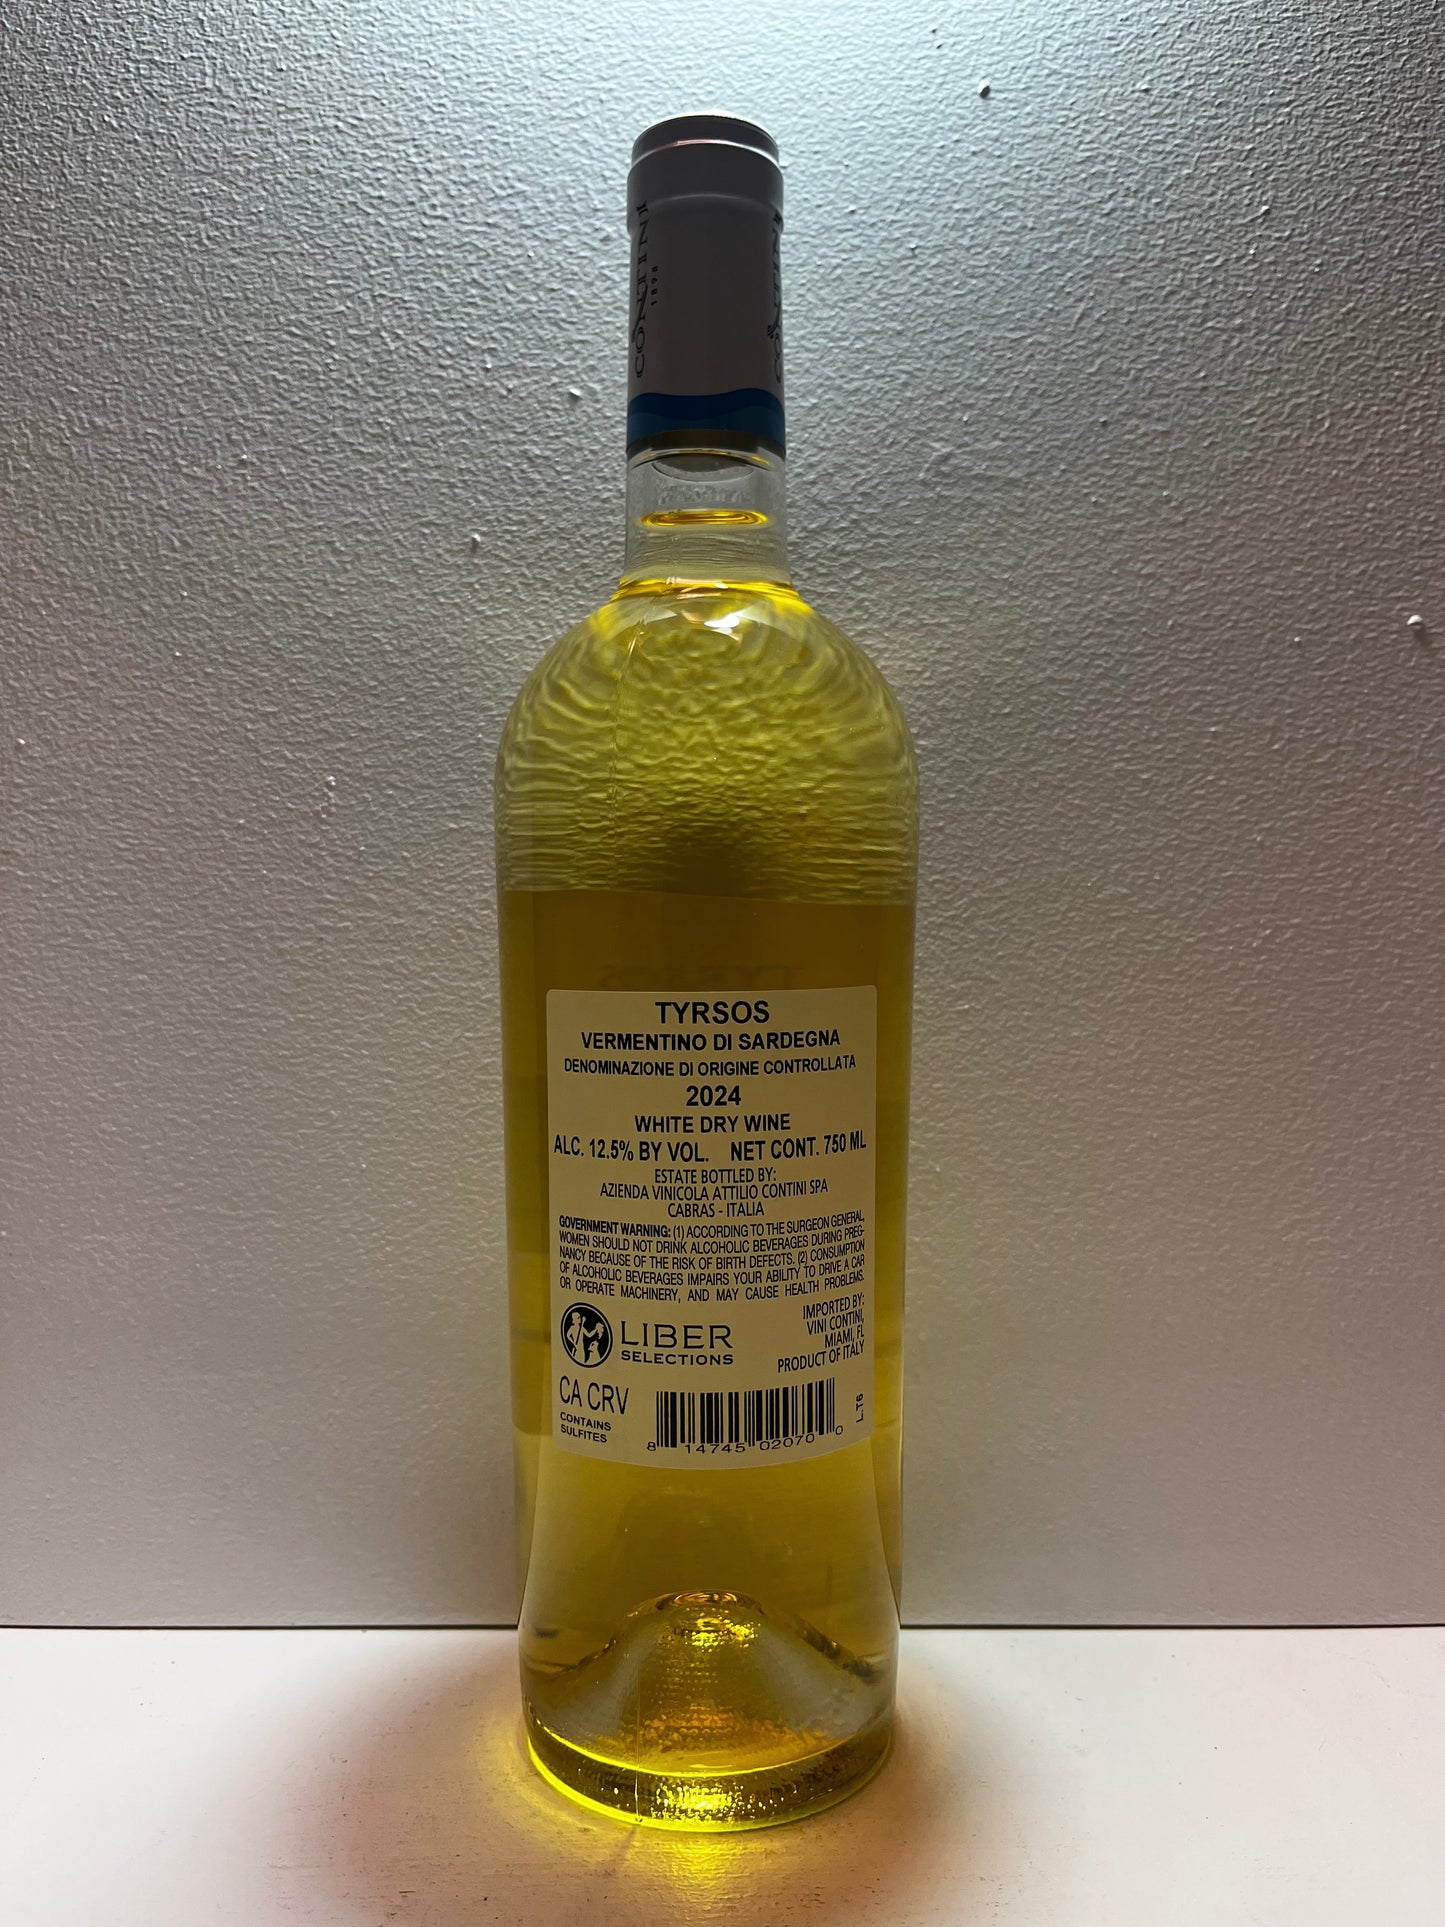 CONTINI
1898
CONTINI
TYRSOS
VERMENTINO DI SARDEGNA
DENOMINAZIONE DI ORIGINE CONTROLLATA
2024
WHITE DRY WINE
ALC. 12.5% BY VOL. NET CONT. 750 ML
ESTATE BOTTLED BY:
AZIENDA VINICOLA ATTILIO CONTINI SPA
CABRAS - ITALIA
GOVERNMENT WARNING: (1) ACCORDING TO THE SURGEON GENERAL,
WOMEN SHOULD NOT DRINK ALCOHOLIC BEVERAGES DURING PREG-
NANCY BECAUSE OF THE RISK OF BIRTH DEFECTS. (2) CONSUMPTION
OF ALCOHOLIC BEVERAGES IMPAIRS YOUR ABILITY TO DRIVE A CAR
OR OPERATE MACHINERY, AND MAY CAUSE HEALTH PROBLEMS.
LIBER
SELECTIONS
IMPORTED BY:
VINI CONTINI,
MIAMI, FL
PRODUCT OF ITALY
CA CRV
CONTAINS
SULFITES
8 14745 02070 0
L.T6